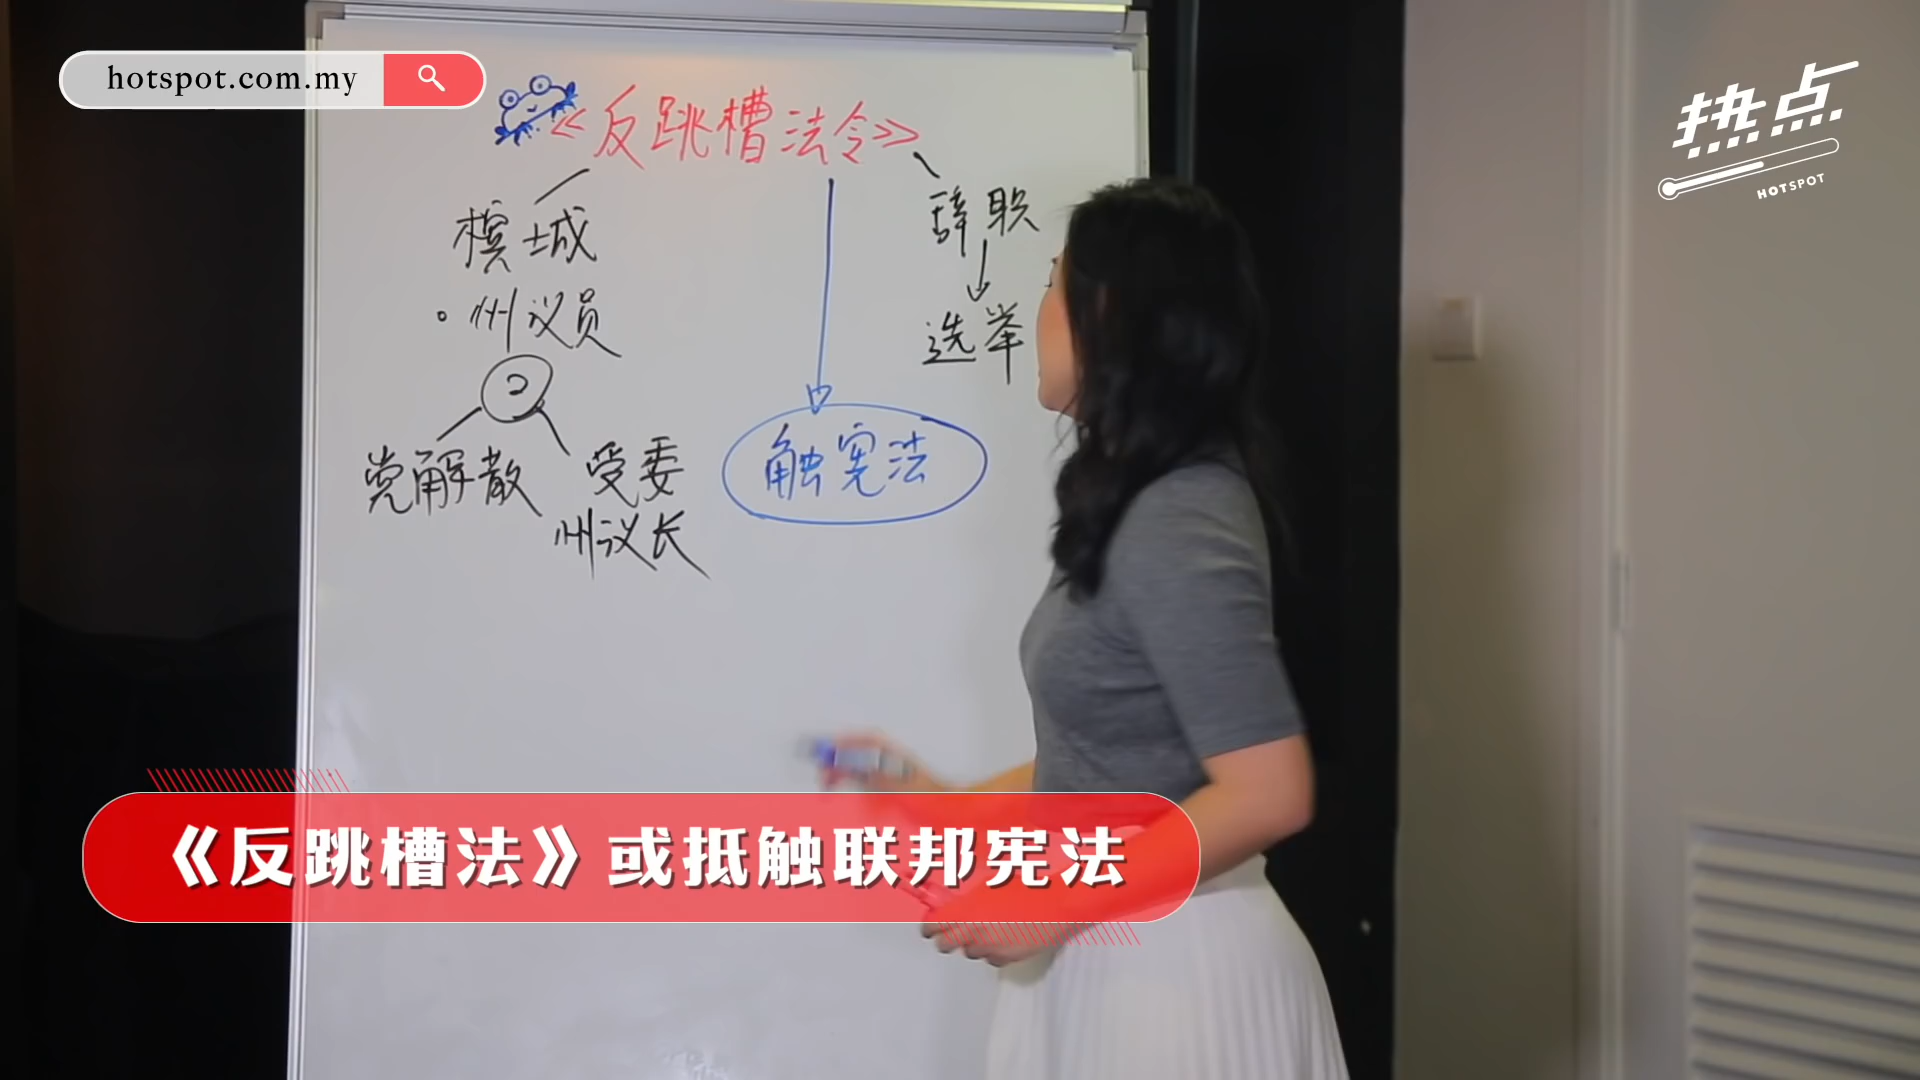 hotspot.com.my
热点
HOTSPOT
《反跳槽法令》
槟城
州议员
2
党解散
受委
州议长
触宪法
辞职
选举
《反跳槽法》或抵触联邦宪法